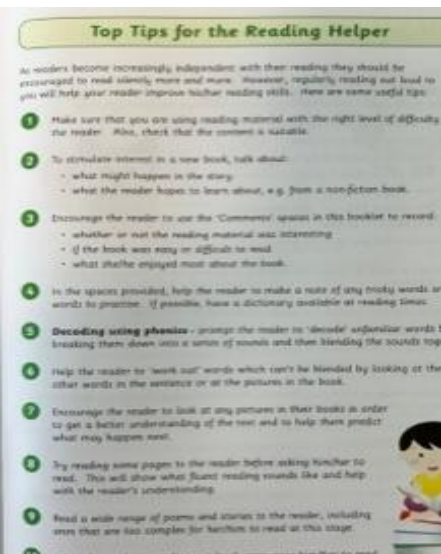 Top Tips for the Reading Helper
As readers become increasingly independent with their reading they should be
encouraged to read silently more and more. However, regularly reading out loud to
you will help your reader improve his/her reading skills. Here are some useful tips:
1 Make sure that you are using reading material with the right level of difficulty
the reader. Also, check that the content is suitable.
2 To stimulate interest in a new book, talk about:
• what might happen in the story.
• what the reader hopes to learn about, e.g. from a non-fiction book.
3 Encourage the reader to use the 'Comments' spaces in this booklet to record:
• whether or not the reading material was interesting
• if the book was easy or difficult to read
• what she/he enjoyed most about the book.
4 In the spaces provided, help the reader to make a note of any tricky words or
words to practise. If possible, have a dictionary available at reading times.
5 Decoding using phonics - prompt the reader to 'decode' unfamiliar words
breaking them down into a series of sounds and then blending the sounds
6 Help the reader to 'work out' words which can't be blended by looking at the
other words in the sentence or at the pictures in the book.
7 Encourage the reader to look at any pictures in their books in order
to get a better understanding of the text and to help them predict
what may happen next.
8 Try reading some pages to the reader before asking him/her to
read. This will show what fluent reading sounds like and help
with the reader's understanding.
9 Read a wide range of poems and stories to the reader, including
ones that are too complex for her/him to read at this stage.